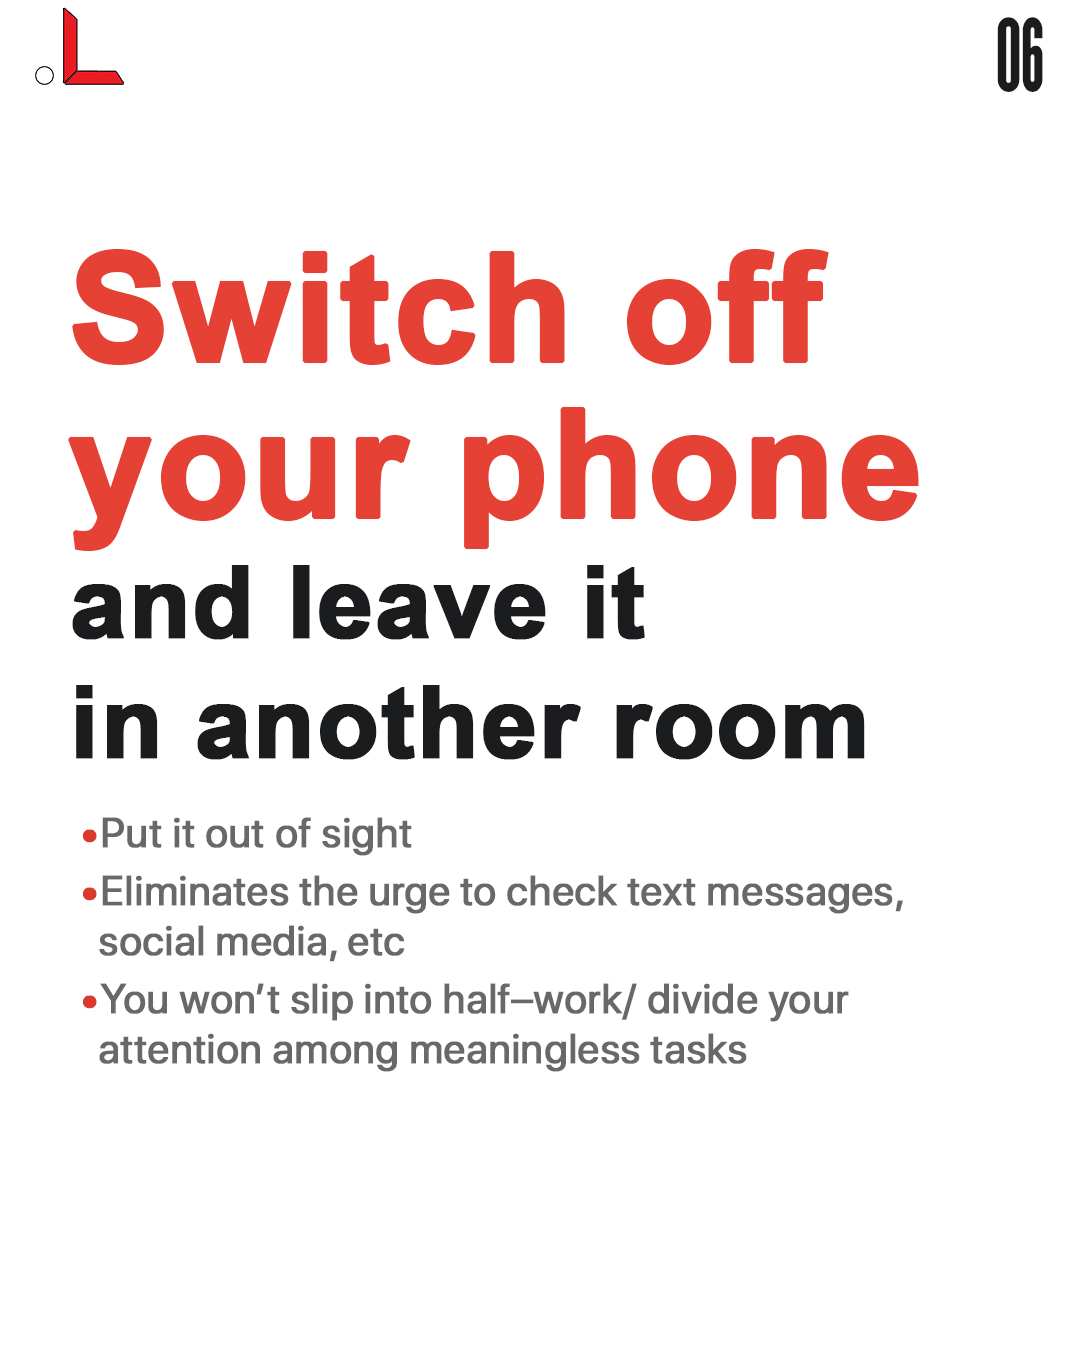 06
Switch off
your phone
and leave it
in another room
•Put it out of sight
•Eliminates the urge to check text messages,
social media, etc
•You won’t slip into half–work/ divide your
attention among meaningless tasks